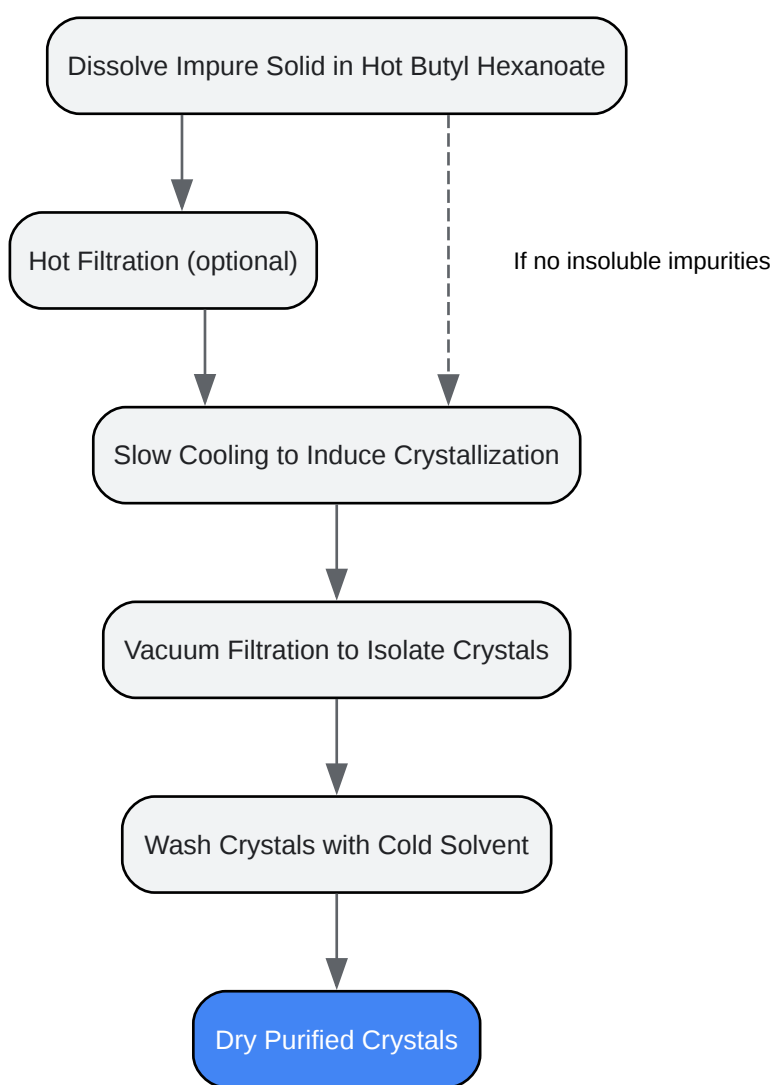 Dissolve Impure Solid in Hot Butyl Hexanoate
Hot Filtration (optional)
If no insoluble impurities
Slow Cooling to Induce Crystallization
Vacuum Filtration to Isolate Crystals
Wash Crystals with Cold Solvent
Dry Purified Crystals